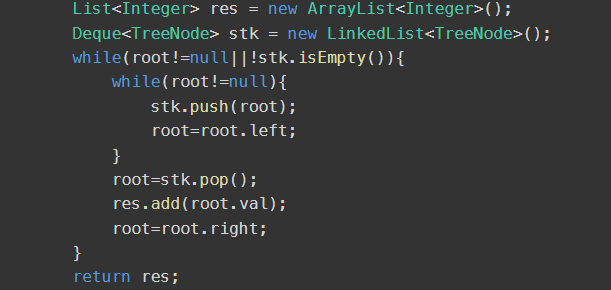 List<Integer> res = new ArrayList<Integer>();
Deque<TreeNode> stk = new LinkedList<TreeNode>();
while(root!=null||!stk.isEmpty()){
while(root!=null){
stk.push(root);
root=root.left;
}
root=stk.pop();
res.add(root.val);
root=root.right;
}
return res;